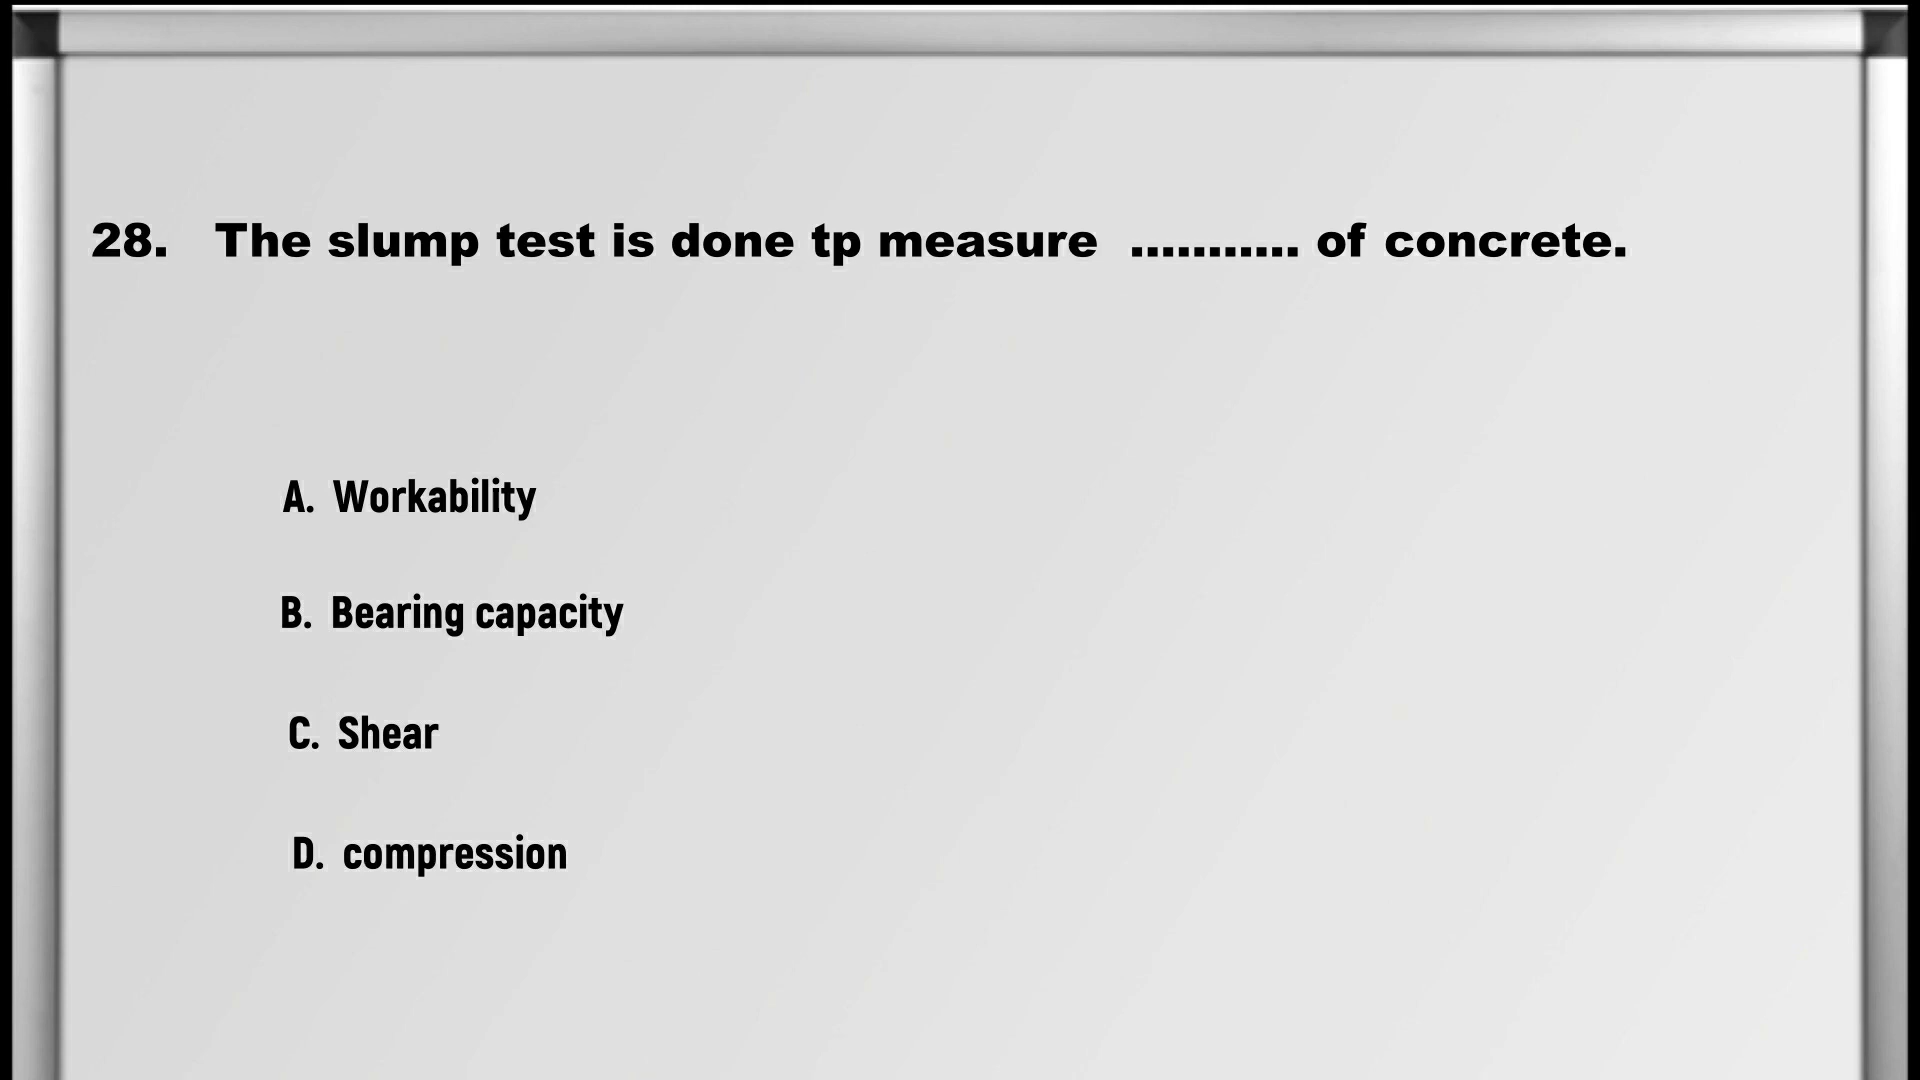 28. The slump test is done tp measure ........... of concrete.
A. Workability
B. Bearing capacity
C. Shear
D. compression